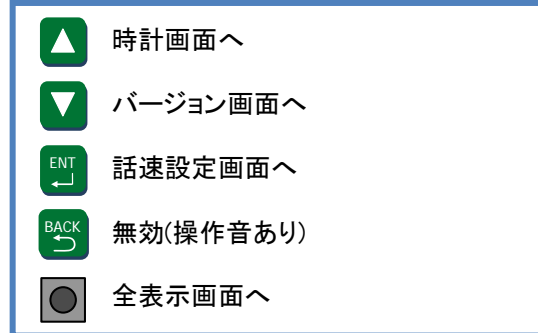 時計画面へ
バージョン画面へ
ENT
話速設定画面へ
BACK
無効(操作音あり)
全表示画面へ